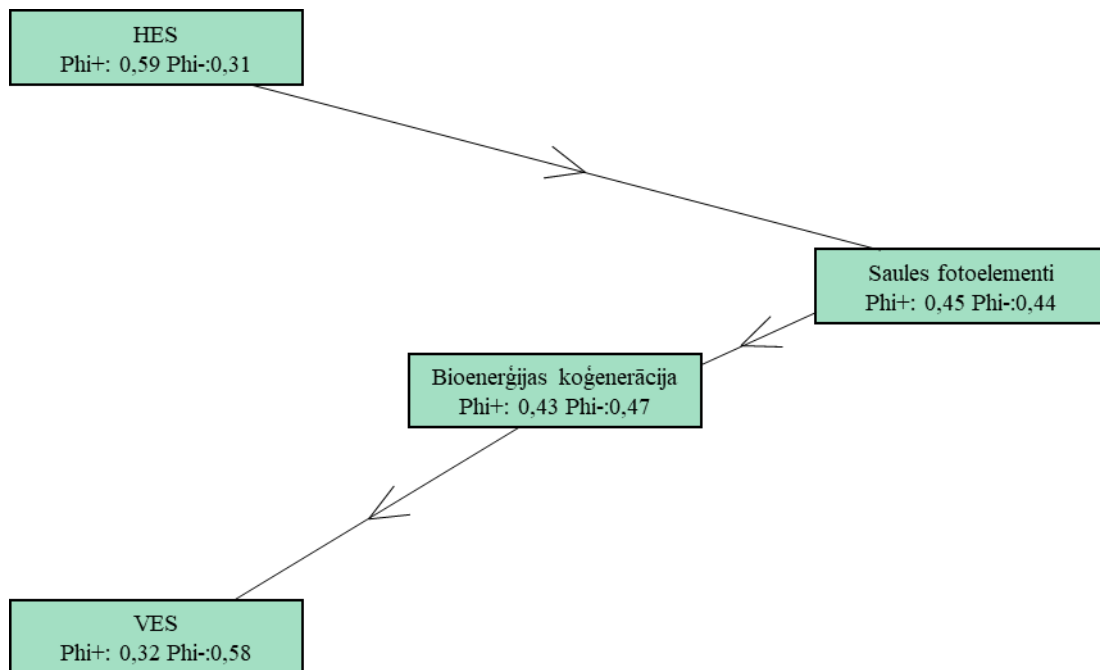 HES
Phi+: 0,59 Phi-:0,31
Saules fotoelementi
Phi+: 0,45 Phi-:0,44
Bioenerģijas koģenerācija
Phi+: 0,43 Phi-:0,47
VES
Phi+: 0,32 Phi-:0,58